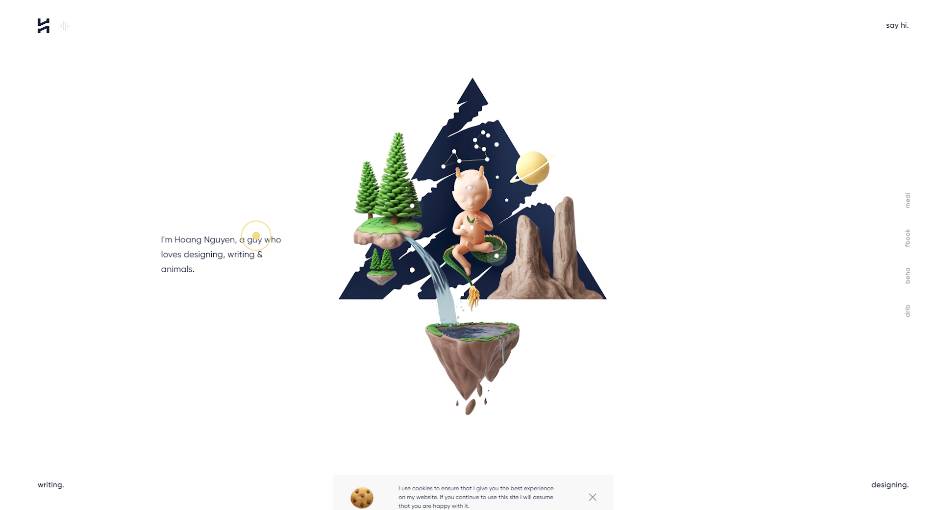 say hi.
I'm Hoang Nguyen, a guy who
loves designing, writing &
animals.
medi
fbook
beha
drib
writing.
designing.
I use cookies to ensure that I give you the best experience
on my website. If you continue to use this site I will assume
that you are happy with it.